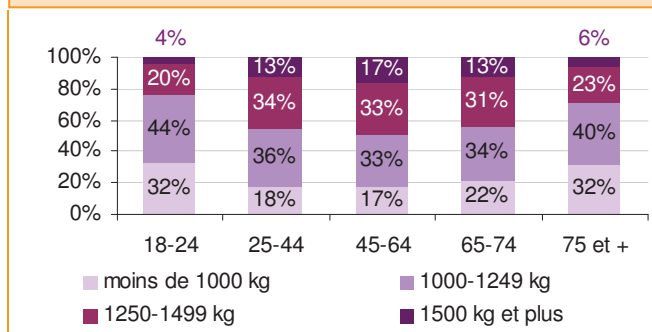 4% 6%
100% 13% 17% 13%
80% 20% 34% 33% 31% 23%
60%
40% 44% 36% 33% 34% 40%
20% 32% 18% 17% 22% 32%
0%
18-24 25-44 45-64 65-74 75 et +
moins de 1000 kg 1000-1249 kg
1250-1499 kg 1500 kg et plus